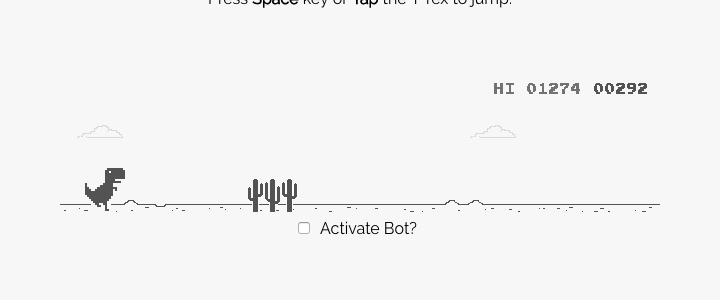 Press Space key or Tap the T-rex to jump.
HI 01274 00292
Activate Bot?